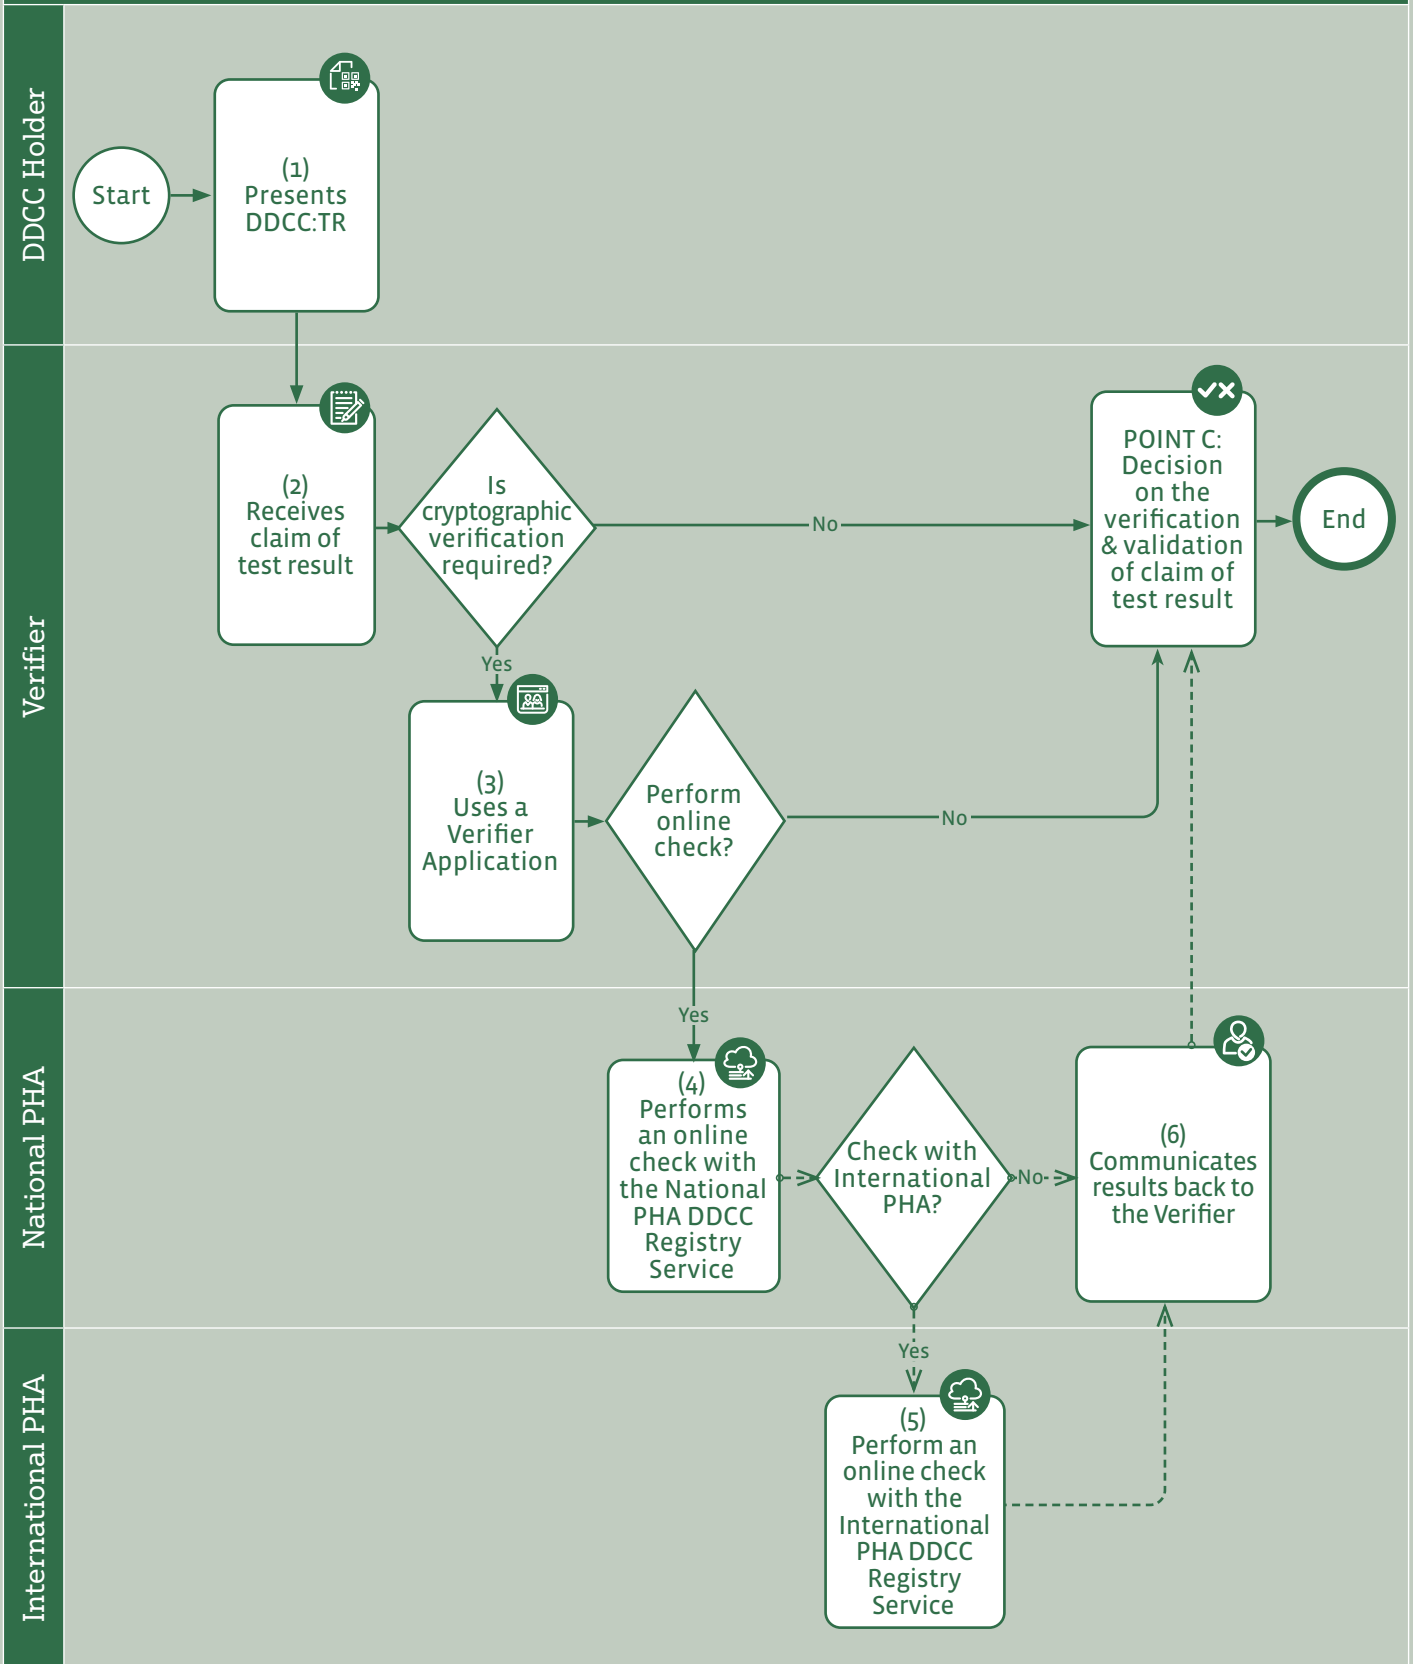 DDCC Holder
Start
(1)
Presents
DDCC:TR
Verifier
(2)
Receives
claim of
test result
Is
cryptographic
verification
required?
No
POINT C:
Decision
on the
verification
& validation
of claim of
test result
End
Yes
(3)
Uses a
Verifier
Application
Perform
online
check?
No
Yes
National PHA
(4)
Performs
an online
check with
the National
PHA DDCC
Registry
Service
Check with
International
PHA?
No
(6)
Communicates
results back to
the Verifier
Yes
International PHA
(5)
Perform an
online check
with the
International
PHA DDCC
Registry
Service